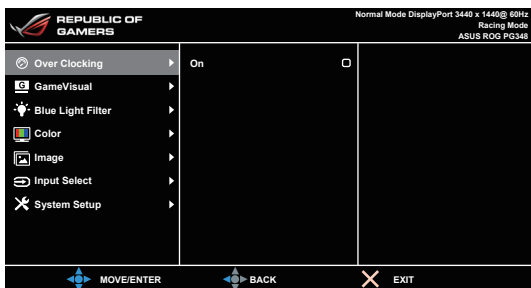 REPUBLIC OF
GAMERS
Normal Mode DisplayPort 3440 x 1440@ 60Hz
Racing Mode
ASUS ROG PG348
Over Clocking
On
G GameVisual
Blue Light Filter
Color
Image
Input Select
System Setup
MOVE/ENTER
BACK
EXIT